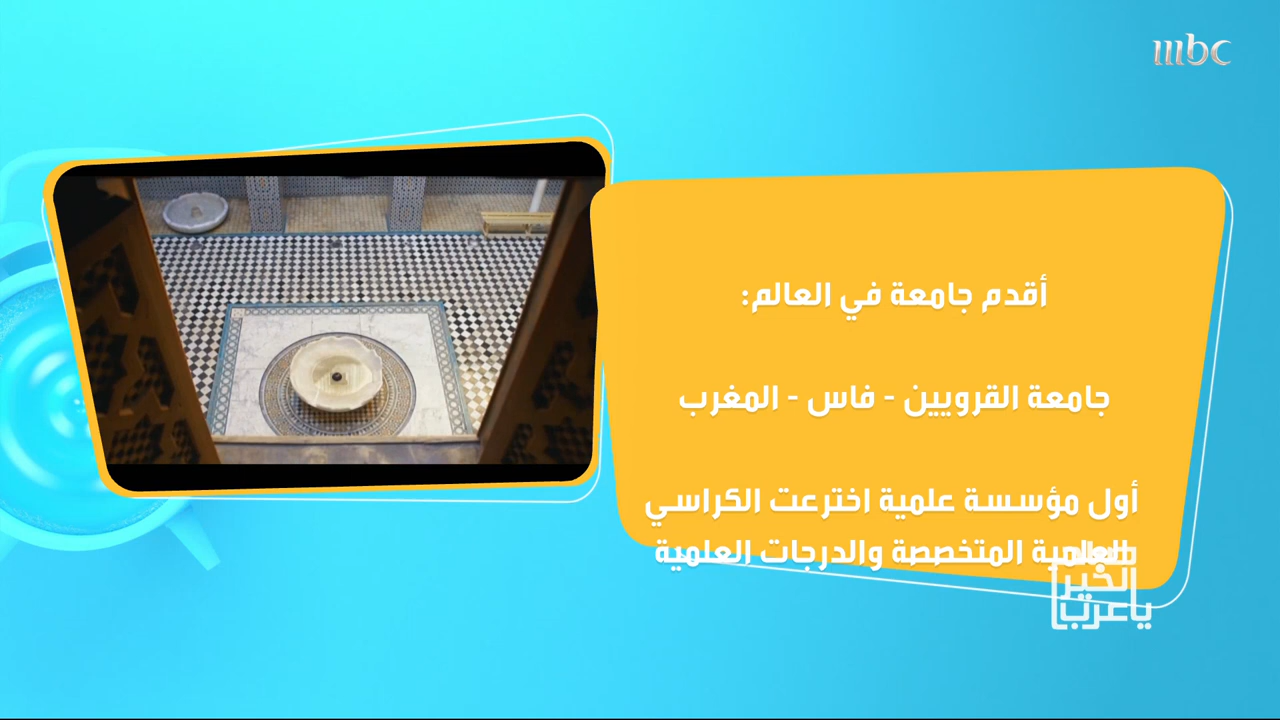 mbc
أقدم جامعة في العالم:
جامعة القرويين - فاس - المغرب
أول مؤسسة علمية اخترعت الكراسي
العلمية المتخصصة والدرجات العلمية
صباح
الخير
يا عرب